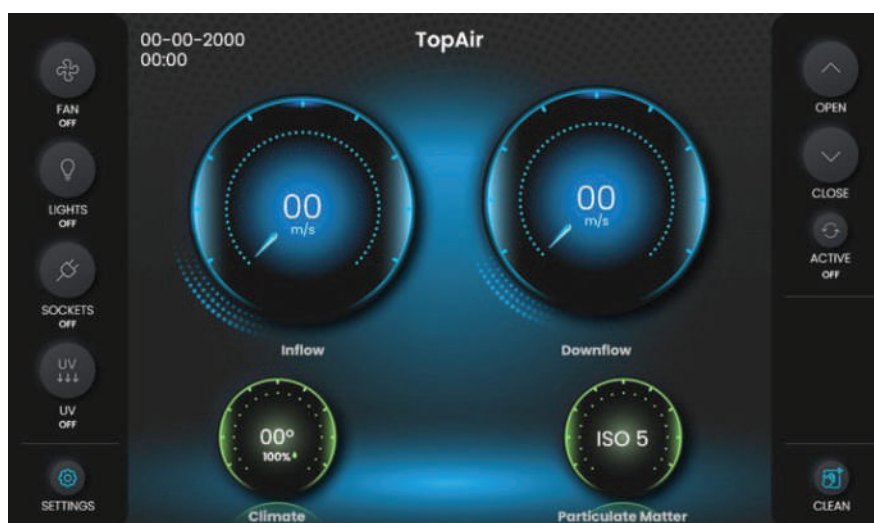 00-00-2000
00:00
TopAir
FAN
OFF
LIGHTS
OFF
SOCKETS
OFF
UV
UV
OFF
SETTINGS
00
m/s
Inflow
00
m/s
Downflow
00°
100%
Climate
ISO 5
Particulate Matter
OPEN
CLOSE
ACTIVE
OFF
CLEAN